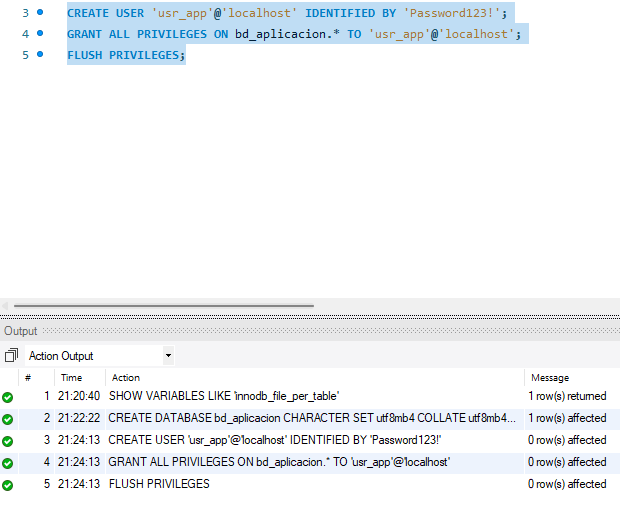 3 CREATE USER 'usr_app'@'localhost' IDENTIFIED BY 'Password123!';
4 GRANT ALL PRIVILEGES ON bd_aplicacion.* TO 'usr_app'@'localhost';
5 FLUSH PRIVILEGES;
Output
Action Output
# Time Action Message
1 21:20:40 SHOW VARIABLES LIKE 'innodb_file_per_table' 1 row(s) returned
2 21:22:22 CREATE DATABASE bd_aplicacion CHARACTER SET utf8mb4 COLLATE utf8mb4... 1 row(s) affected
3 21:24:13 CREATE USER 'usr_app'@'localhost' IDENTIFIED BY 'Password123!' 0 row(s) affected
4 21:24:13 GRANT ALL PRIVILEGES ON bd_aplicacion.* TO 'usr_app'@'localhost' 0 row(s) affected
5 21:24:13 FLUSH PRIVILEGES 0 row(s) affected